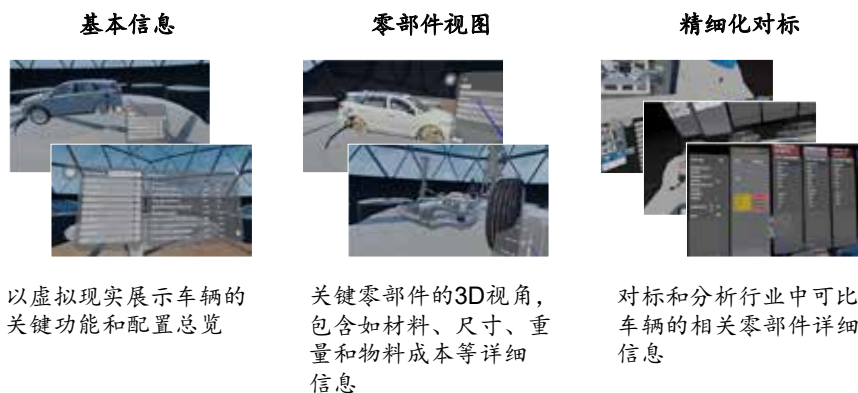 基本信息
零部件视图
精细化对标
以虚拟现实展示车辆的
关键功能和配置总览
关键零部件的3D视角，
包含如材料、尺寸、重
量和物料成本等详细
信息
对标和分析行业中可比
车辆的相关零部件详细
信息